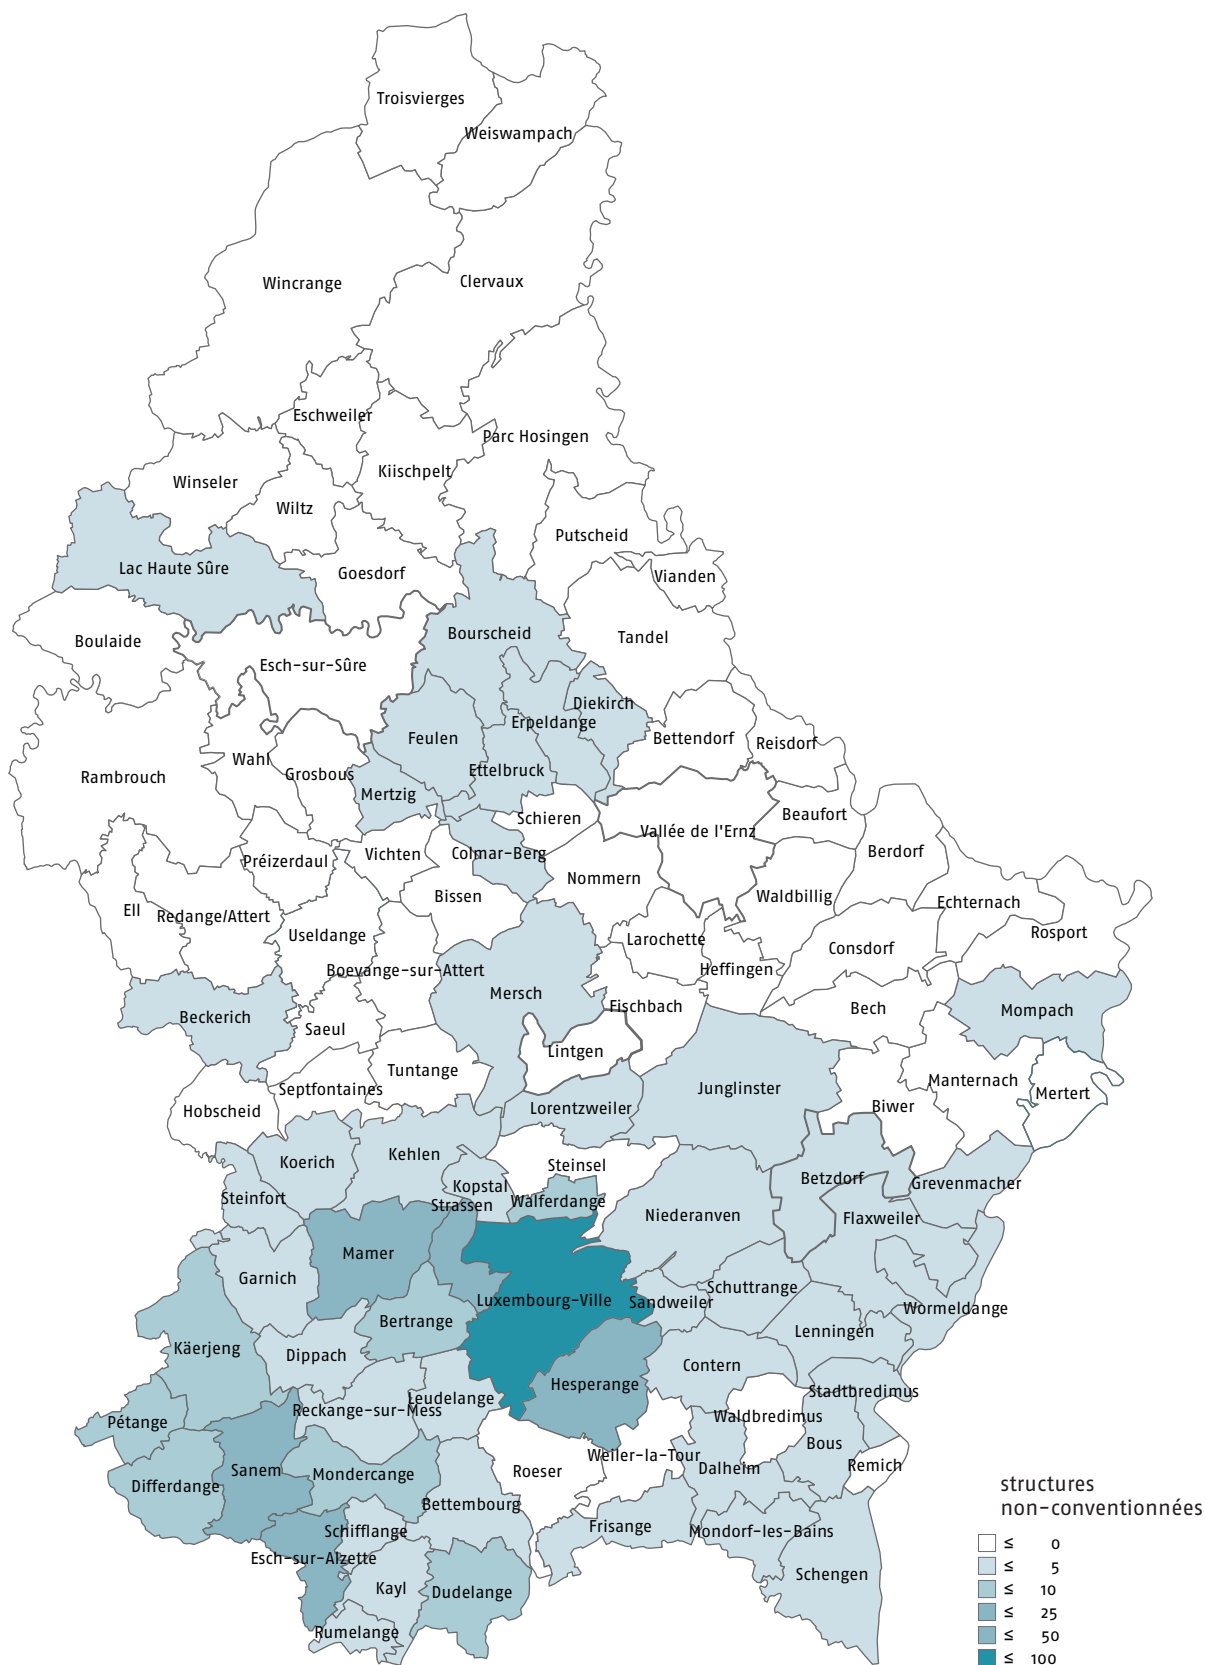 Troisvierges
Weiswampach
Wincrange
Clervaux
Eschweiler
Parc Hosingen
Kiischpelt
Winseler
Wiltz
Putscheid
Lac Haute Sûre
Goesdorf
Vianden
Boulaide
Bourscheid
Tandel
Esch-sur-Sûre
Diekirch
Erpeldange
Feulen
Bettendorf
Reisdorf
Wahl
Grosbous
Ettelbruck
Rambrouch
Mertzig
Schieren
Beaufort
Vallée de l'Ernz
Préizerdaul
Vichten
Colmar-Berg
Berdorf
Nommern
Bissen
Waldbillig
Echternach
Ell
Redange/Attert
Useldange
Larochette
Consdorf
Rosport
Boevange-sur-Attert
Heffingen
Mersch
Fischbach
Bech
Mompach
Beckerich
Saeul
Lintgen
Tuntange
Septfontaines
Junglinster
Manternach
Mertert
Hobscheid
Lorentzweiler
Biwer
Kehlen
Koerich
Steinsel
Kopstal
Betzdorf
Grevenmacher
Steinfort
Strassen
Walferdange
Niederanven
Flaxweiler
Mamer
Garnich
Schuttrange
Luxembourg-Ville
Sandweiler
Wormeldange
Bertrange
Lenningen
Käerjeng
Dippach
Contern
Hesperange
Stadtbredimus
Leudelange
Reckange-sur-Mess
Pétange
Waldbredimus
Bous
Weiler-la-Tour
Sanem
Mondercange
Roeser
Dalheim
Remich
Differdange
Bettembourg
Schifflange
Frisange
Mondorf-les-Bains
Esch-sur-Alzette
Schengen
Kayl
Dudelange
Rumelange
structures
non-conventionnées
≤ 0
≤ 5
≤ 10
≤ 25
≤ 50
≤ 100